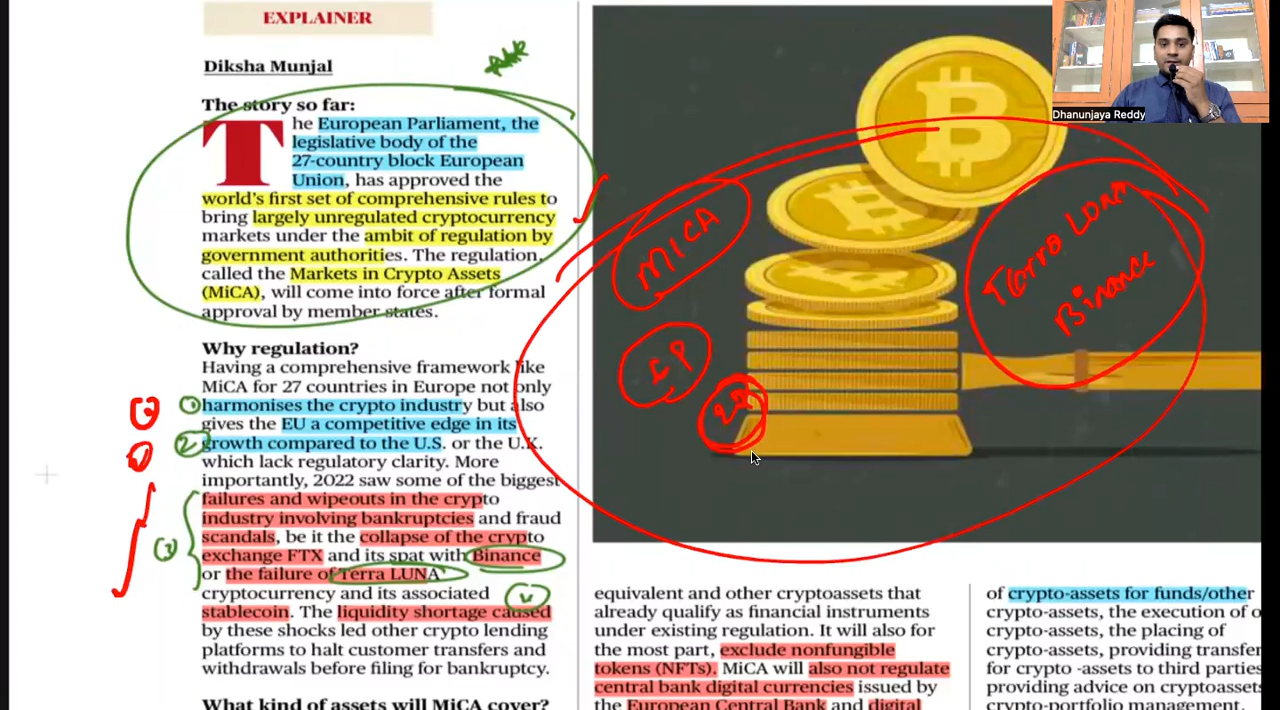 EXPLAINER
Diksha Munjal
The story so far:
The European Parliament, the
legislative body of the
27-country block European
Union, has approved the
world's first set of comprehensive rules to
bring largely unregulated cryptocurrency
markets under the ambit of regulation by
government authorities. The regulation,
called the Markets in Crypto Assets
(MiCA), will come into force after formal
approval by member states.
Why regulation?
Having a comprehensive framework like
MiCA for 27 countries in Europe not only
harmonises the crypto industry but also
gives the EU a competitive edge in its
growth compared to the U.S. or the U.K.
which lack regulatory clarity. More
importantly, 2022 saw some of the biggest
failures and wipeouts in the crypto
industry involving bankruptcies and fraud
scandals, be it the collapse of the crypto
exchange FTX and its spat with Binance
or the failure of Terra LUNA
cryptocurrency and its associated
stablecoin. The liquidity shortage caused
by these shocks led other crypto lending
platforms to halt customer transfers and
withdrawals before filing for bankruptcy.
What kind of assets will MiCA cover?
Dhanunjaya Reddy
MICA
EP
27
Terra Luna
Binance
equivalent and other cryptoassets that
already qualify as financial instruments
under existing regulation. It will also for
the most part, exclude nonfungible
tokens (NFTs). MiCA will also not regulate
central bank digital currencies issued by
the European Central Bank and digital
of crypto-assets for funds/other
crypto-assets, the execution of o
crypto-assets, the placing of
crypto-assets, providing transfer
for crypto -assets to third parties
providing advice on cryptoasset
crypto-portfolio management.